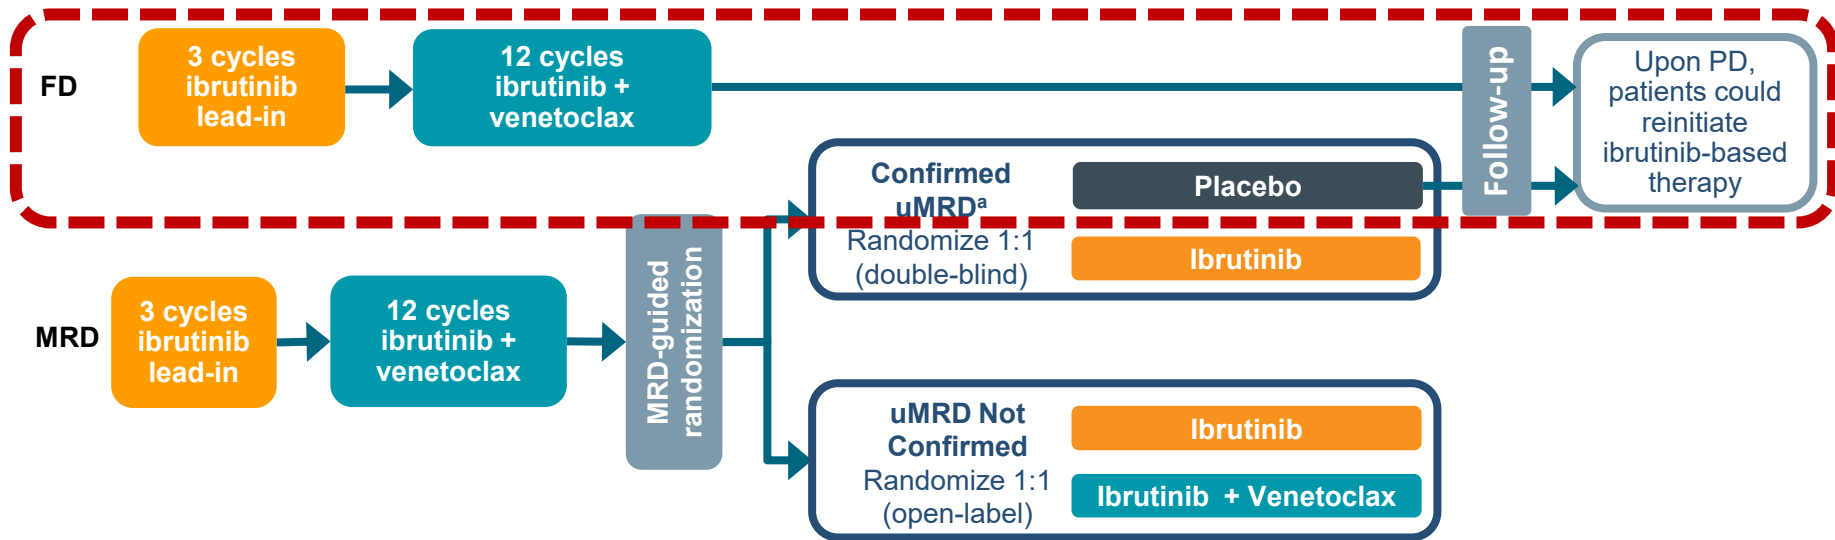 FD
3 cycles
ibrutinib
lead-in
12 cycles
ibrutinib +
venetoclax
Follow-up
Upon PD,
patients could
reinitiate
ibrutinib-based
therapy
Confirmed
uMRDᵃ
Randomize 1:1
(double-blind)
Placebo
Ibrutinib
MRD
3 cycles
ibrutinib
lead-in
12 cycles
ibrutinib +
venetoclax
MRD-guided
randomization
uMRD Not
Confirmed
Randomize 1:1
(open-label)
Ibrutinib
Ibrutinib + Venetoclax